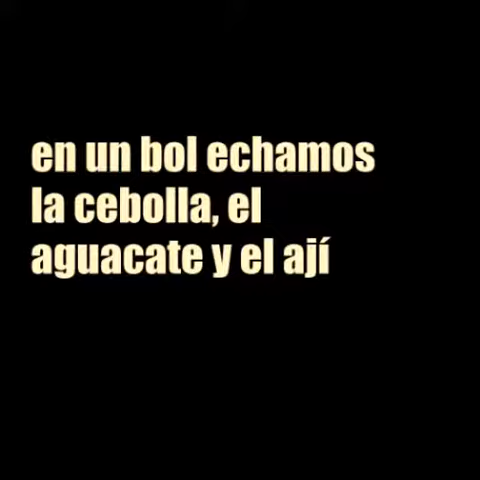 en un bol echamos
la cebolla, el
aguacate y el ají